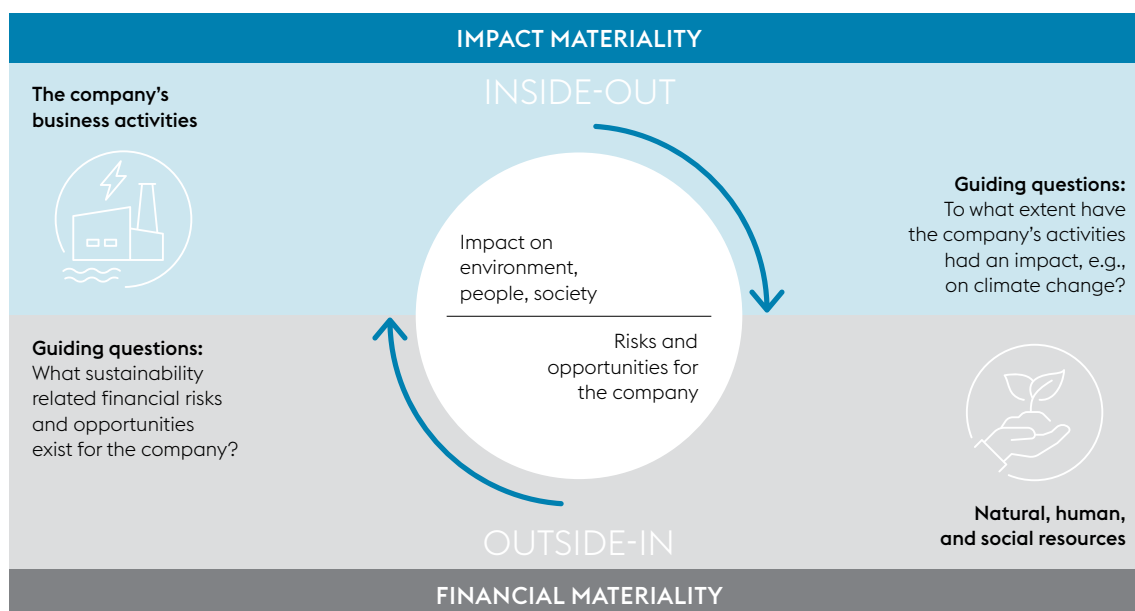 IMPACT MATERIALITY
INSIDE-OUT
The company's
business activities
Guiding questions:
To what extent have
the company's activities
had an impact, e.g.,
on climate change?
Impact on
environment,
people, society
Risks and
opportunities for
the company
Guiding questions:
What sustainability
related financial risks
and opportunities
exist for the company?
Natural, human,
and social resources
OUTSIDE-IN
FINANCIAL MATERIALITY